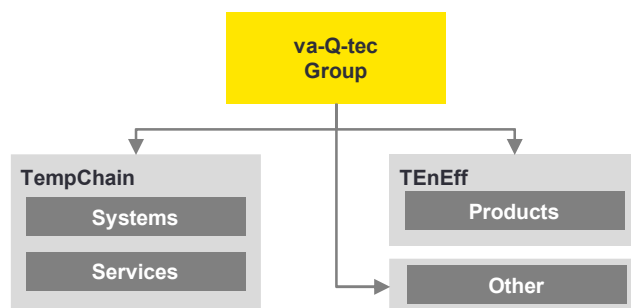 va-Q-tec
Group
TempChain
Systems
Services
TEnEff
Products
Other